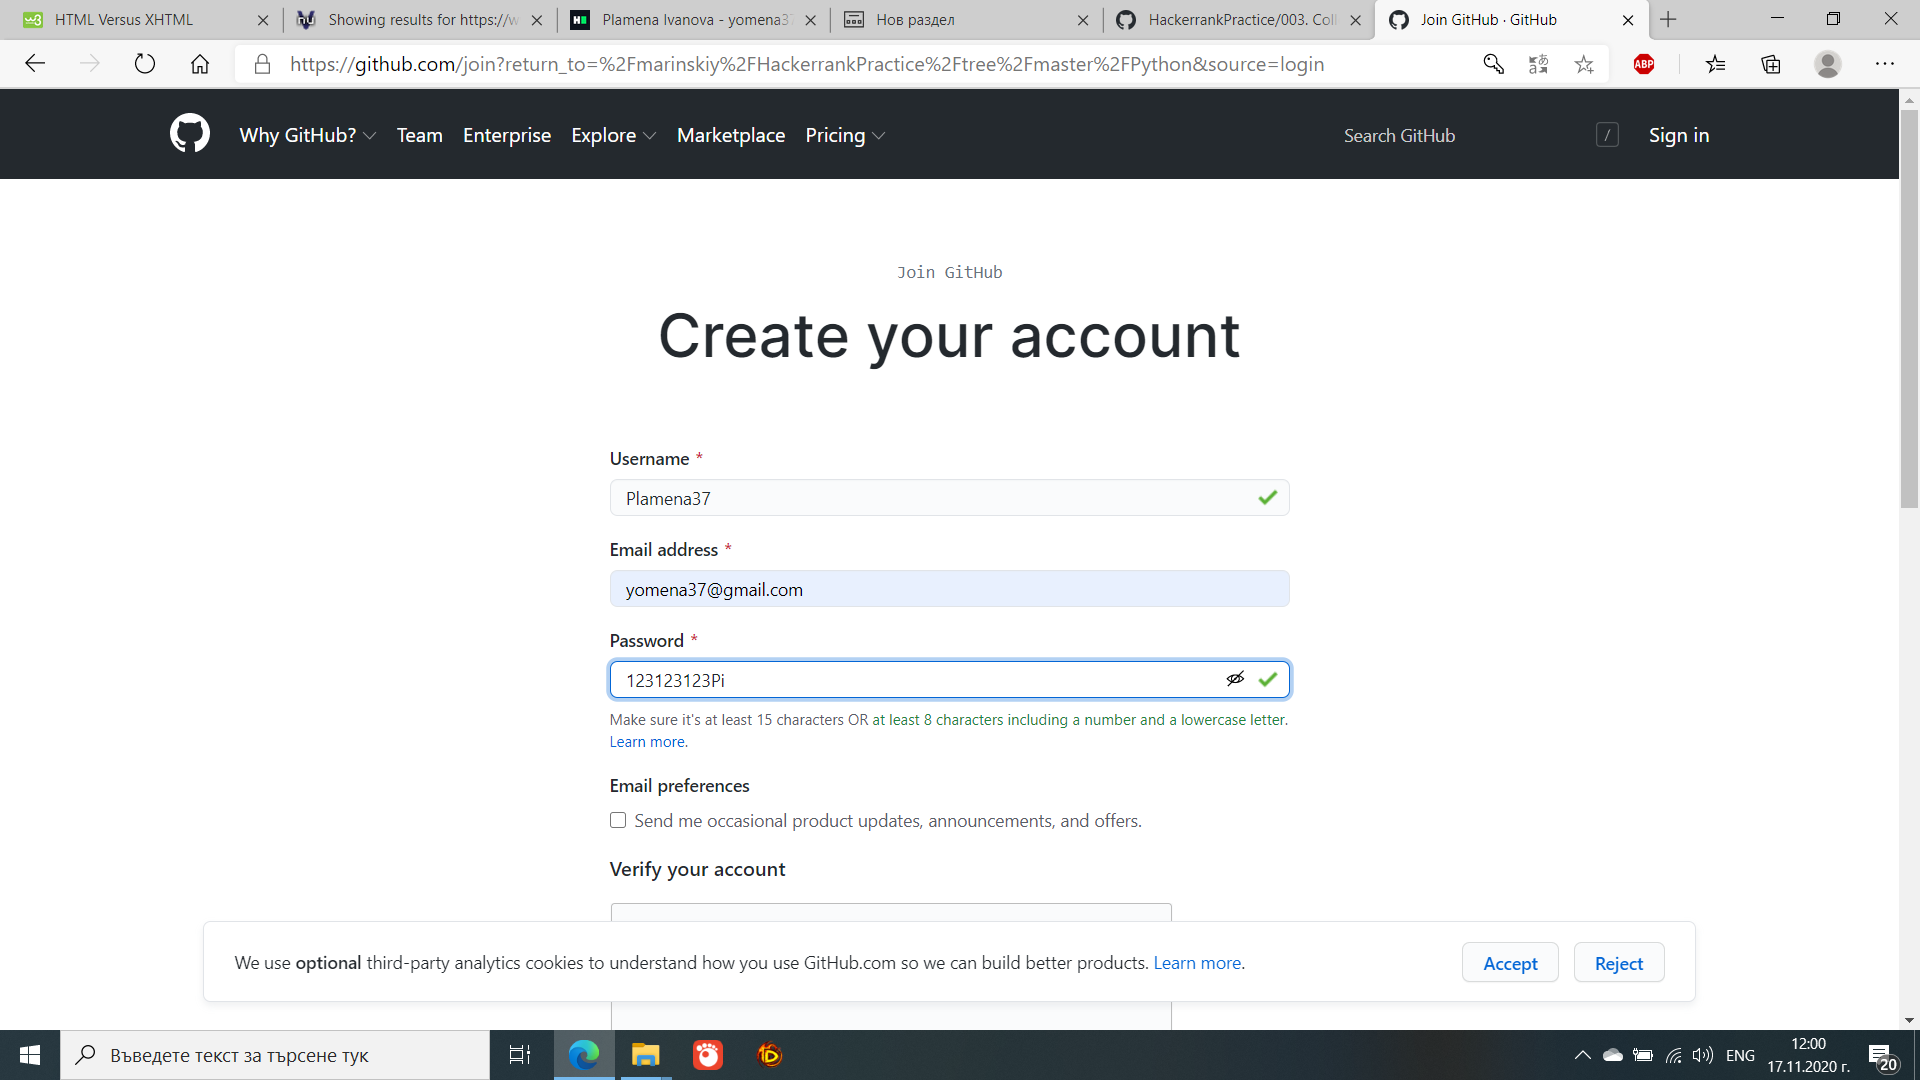 HTML Versus XHTML
Showing results for https://w
Plamena Ivanova - yomena37
Нов раздел
HackerrankPractice/003. Coll
Join GitHub · GitHub
https://github.com/join?return_to=%2Fmarinskiy%2FHackerrankPractice%2Ftree%2Fmaster%2FPython&source=login
ABP
Why GitHub?
Team
Enterprise
Explore
Marketplace
Pricing
Search GitHub
/
Sign in
Join GitHub
Create your account
Username *
Plamena37
Email address *
yomena37@gmail.com
Password *
123123123Pi
Make sure it's at least 15 characters OR at least 8 characters including a number and a lowercase letter.
Learn more.
Email preferences
Send me occasional product updates, announcements, and offers.
Verify your account
We use optional third-party analytics cookies to understand how you use GitHub.com so we can build better products. Learn more.
Accept
Reject
Въведете текст за търсене тук
ENG
12:00
17.11.2020 г.
20